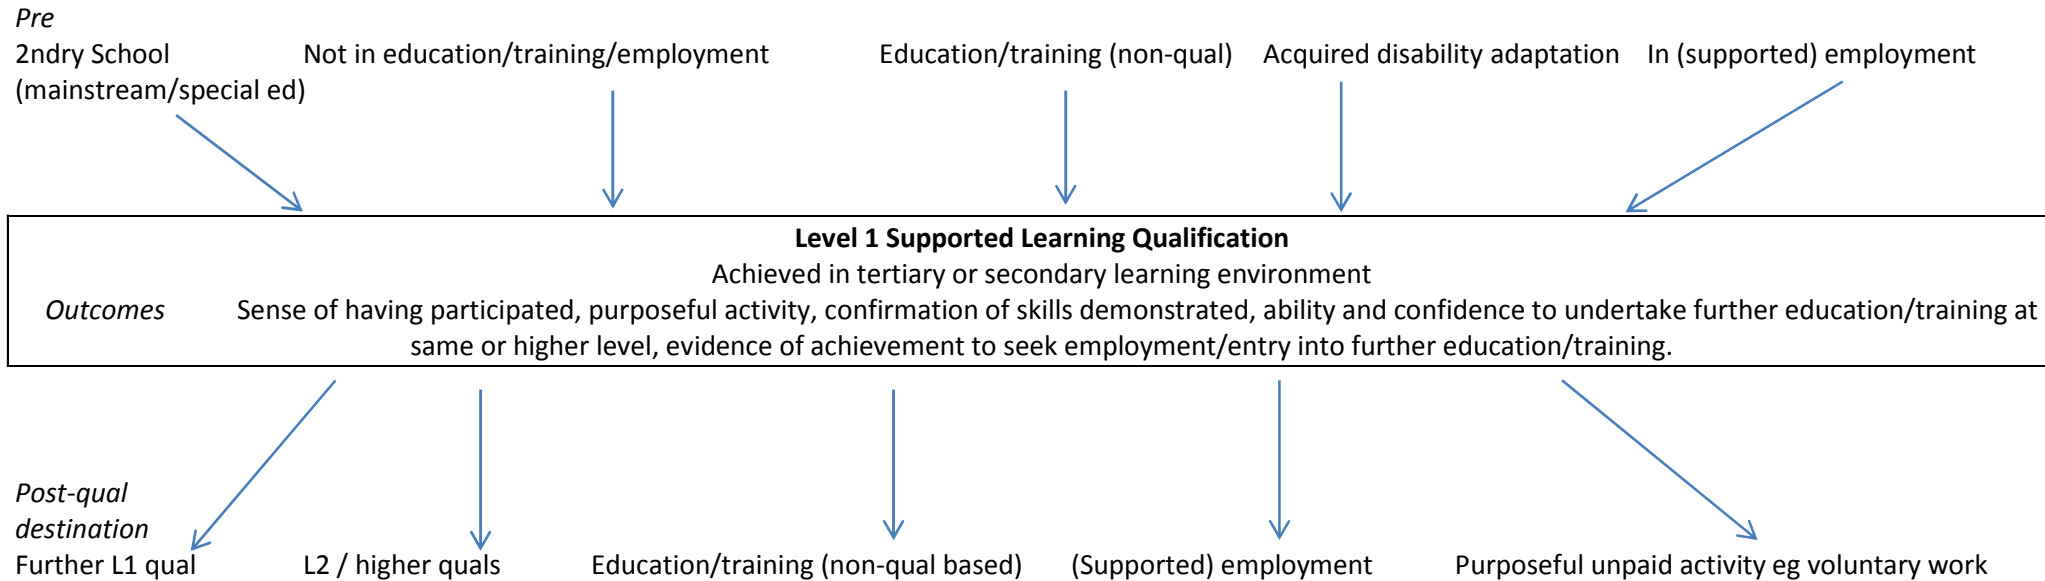 Pre
2ndry School
(mainstream/special ed)
Not in education/training/employment
Education/training (non-qual)
Acquired disability adaptation
In (supported) employment
Level 1 Supported Learning Qualification
Achieved in tertiary or secondary learning environment
Outcomes Sense of having participated, purposeful activity, confirmation of skills demonstrated, ability and confidence to undertake further education/training at
same or higher level, evidence of achievement to seek employment/entry into further education/training.
Post-qual
destination
Further L1 qual
L2 / higher quals
Education/training (non-qual based)
(Supported) employment
Purposeful unpaid activity eg voluntary work